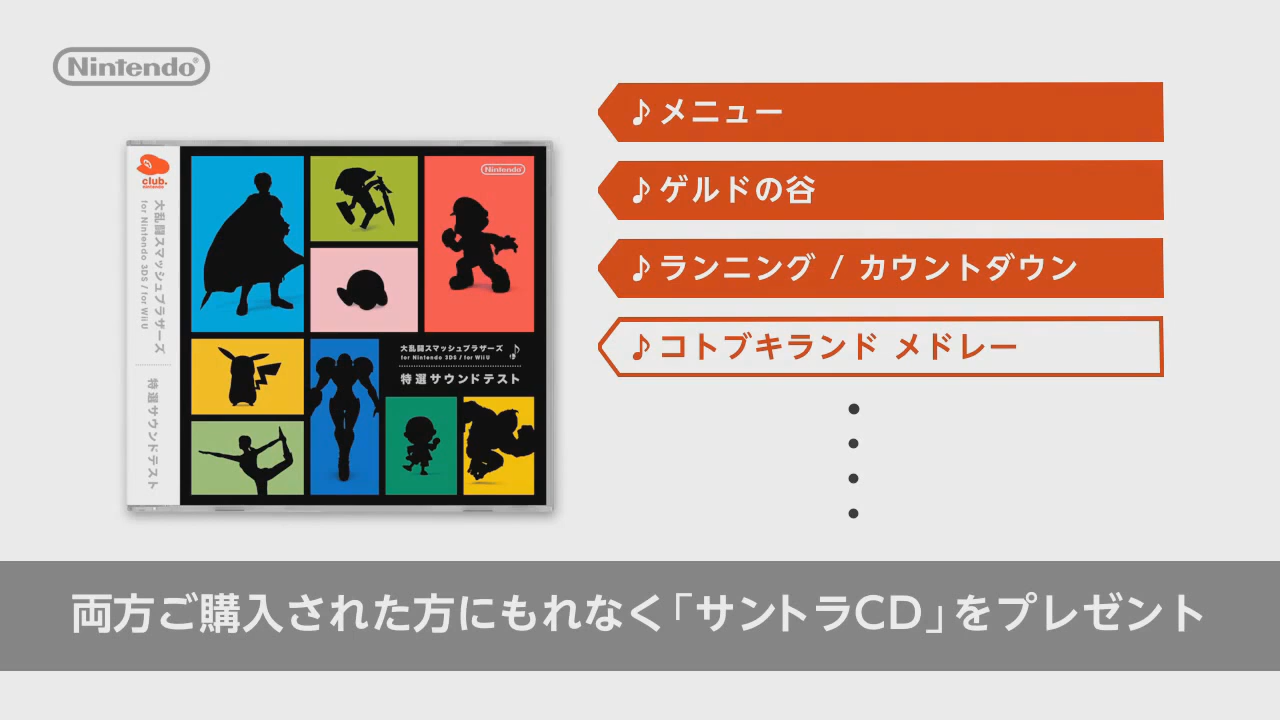 Nintendo
♪メニュー
♪ゲルドの谷
♪ランニング / カウントダウン
♪コトブキランド メドレー
club.
nintendo
大乱闘スマッシュブラザーズ
for Nintendo 3DS / for Wii U
特選サウンドテスト
Nintendo
大乱闘スマッシュブラザーズ
for Nintendo 3DS / for Wii U
特選サウンドテスト
両方ご購入された方にもれなく「サントラCD」をプレゼント